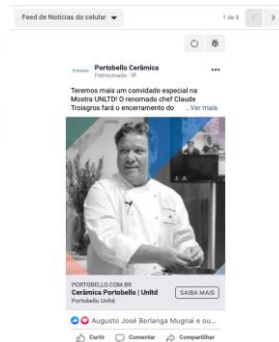 Feed de Notícias do celular
1 de 6
Portobello Cerâmica
Patrocinado
Teremos mais um convidado especial na
Mostra UNLTD! O renomado chef Claude
Troisgros fará o encerramento do ...Ver mais
PORTOBELLO.COM.BR
Cerâmica Portobello | Unltd
Portobello Unltd.
SAIBA MAIS
Augusto José Berlanga Mugnai e ou...
Curtir Comentar Compartilhar